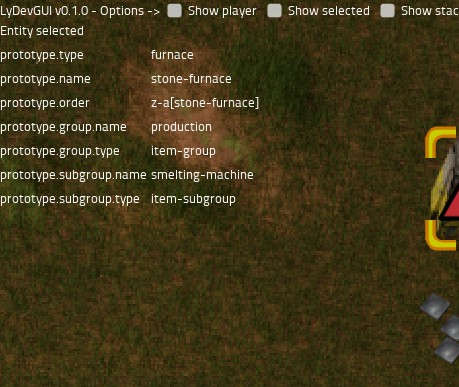 LyDevGUI v0.1.0 - Options -> Show player Show selected Show stac
Entity selected
prototype.type furnace
prototype.name stone-furnace
prototype.order z-a[stone-furnace]
prototype.group.name production
prototype.group.type item-group
prototype.subgroup.name smelting-machine
prototype.subgroup.type item-subgroup